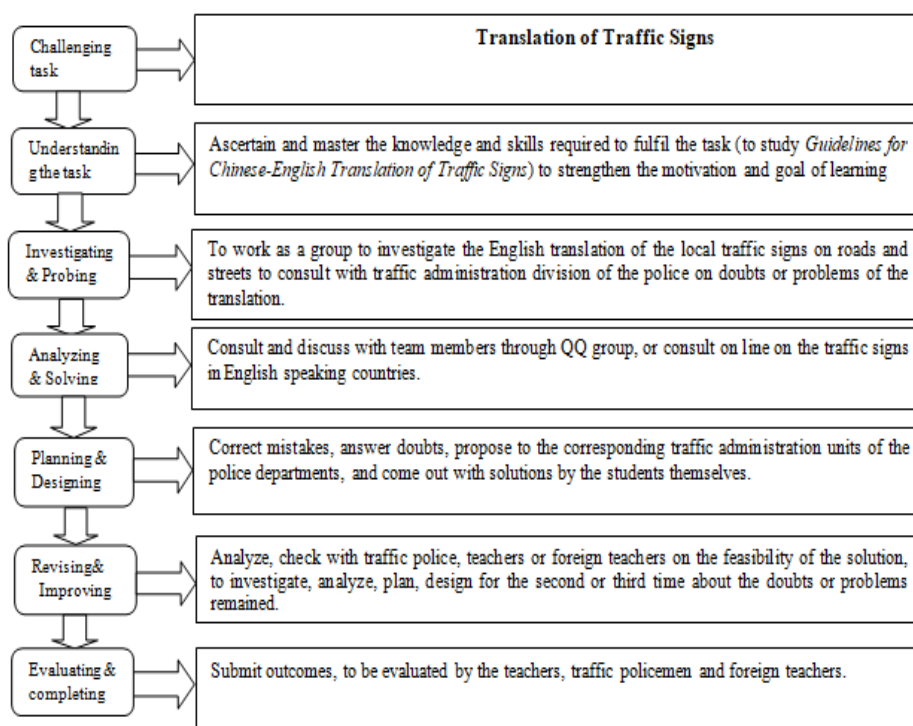 Challenging
task
Translation of Traffic Signs
Understandin
g the task
Ascertain and master the knowledge and skills required to fulfil the task (to study Guidelines for
Chinese-English Translation of Traffic Signs) to strengthen the motivation and goal of learning
Investigating
& Probing
To work as a group to investigate the English translation of the local traffic signs on roads and
streets to consult with traffic administration division of the police on doubts or problems of the
translation.
Analyzing
& Solving
Consult and discuss with team members through QQ group, or consult on line on the traffic signs
in English speaking countries.
Planning &
Designing
Correct mistakes, answer doubts, propose to the corresponding traffic administration units of the
police departments, and come out with solutions by the students themselves.
Revising&
Improving
Analyze, check with traffic police, teachers or foreign teachers on the feasibility of the solution,
to investigate, analyze, plan, design for the second or third time about the doubts or problems
remained.
Evaluating &
completing
Submit outcomes, to be evaluated by the teachers, traffic policemen and foreign teachers.